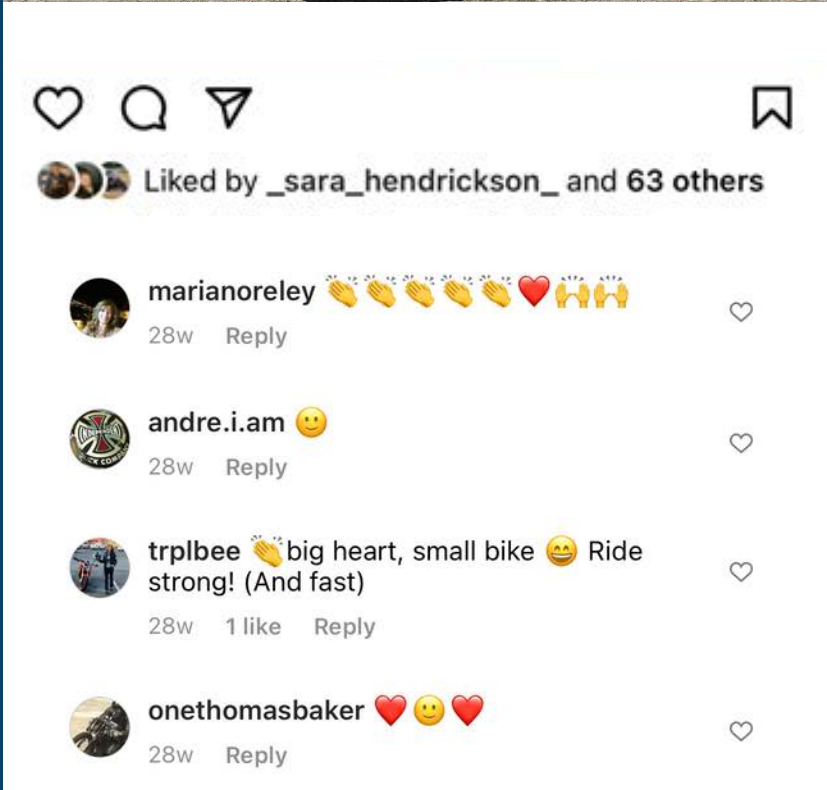 Liked by _sara_hendrickson_ and 63 others
marianoreley 👏👏👏👏👏❤️🙌🙌
28w Reply
andre.i.am 🙂
28w Reply
trplbee 👏big heart, small bike 😄 Ride
strong! (And fast)
28w 1 like Reply
onethomasbaker ❤️🙂❤️
28w Reply